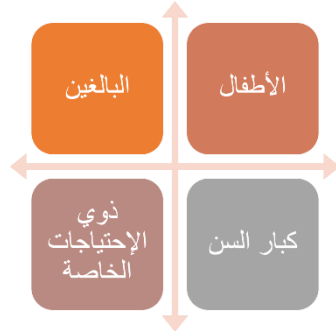 الأطفال
البالغين
كبار السن
ذوي
الإحتياجات
الخاصة